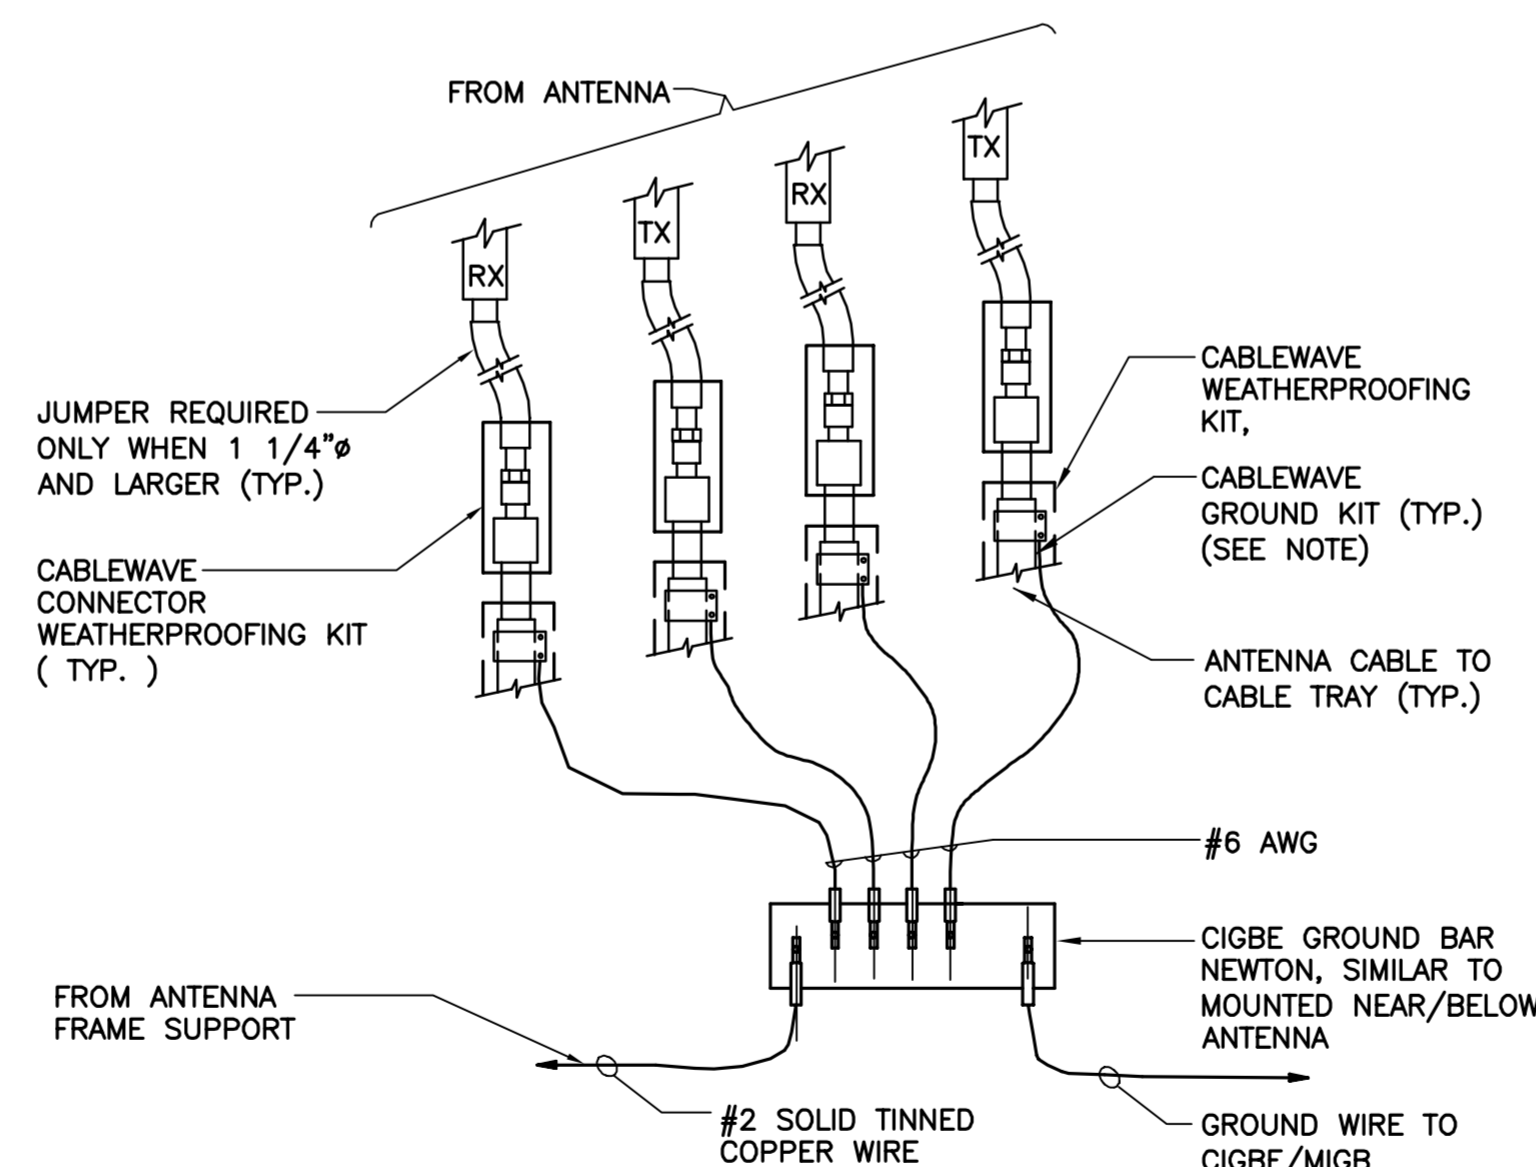 FROM ANTENNA
TX
RX
TX
RX
JUMPER REQUIRED
ONLY WHEN 1 1/4"ø
AND LARGER (TYP.)
CABLEWAVE
CONNECTOR
WEATHERPROOFING KIT
( TYP. )
CABLEWAVE
WEATHERPROOFING
KIT,
CABLEWAVE
GROUND KIT (TYP.)
(SEE NOTE)
ANTENNA CABLE TO
CABLE TRAY (TYP.)
#6 AWG
CIGBE GROUND BAR
NEWTON, SIMILAR TO
MOUNTED NEAR/BELOW
ANTENNA
FROM ANTENNA
FRAME SUPPORT
#2 SOLID TINNED
COPPER WIRE
GROUND WIRE TO
CIGBE/MIGB